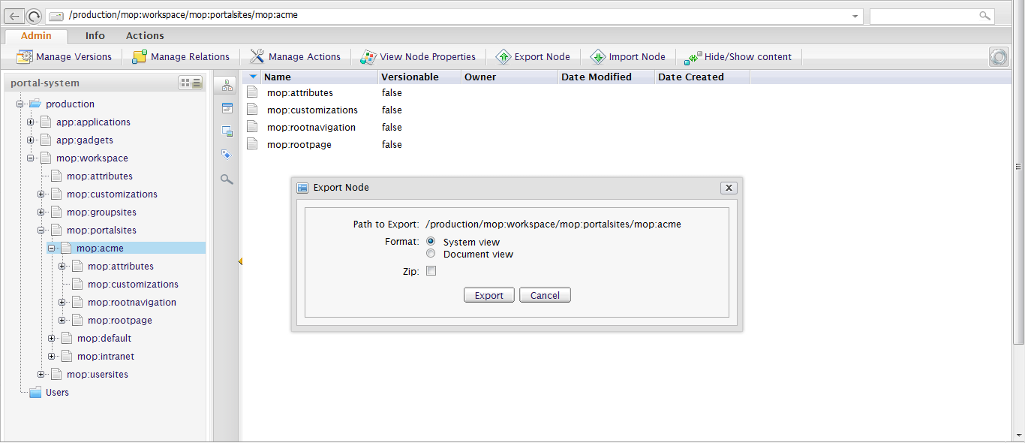 /production/mop:workspace/mop:portalsites/mop:acme
Admin Info Actions
Manage Versions Manage Relations Manage Actions View Node Properties Export Node Import Node Hide/Show content
portal-system
production
app:applications
app:gadgets
mop:workspace
mop:attributes
mop:customizations
mop:groupsites
mop:portalsites
mop:acme
mop:attributes
mop:customizations
mop:rootnavigation
mop:rootpage
mop:default
mop:intranet
mop:usersites
Users
Name Versionable Owner Date Modified Date Created
mop:attributes false
mop:customizations false
mop:rootnavigation false
mop:rootpage false
Export Node
Path to Export: /production/mop:workspace/mop:portalsites/mop:acme
Format: System view
Document view
Zip:
Export Cancel